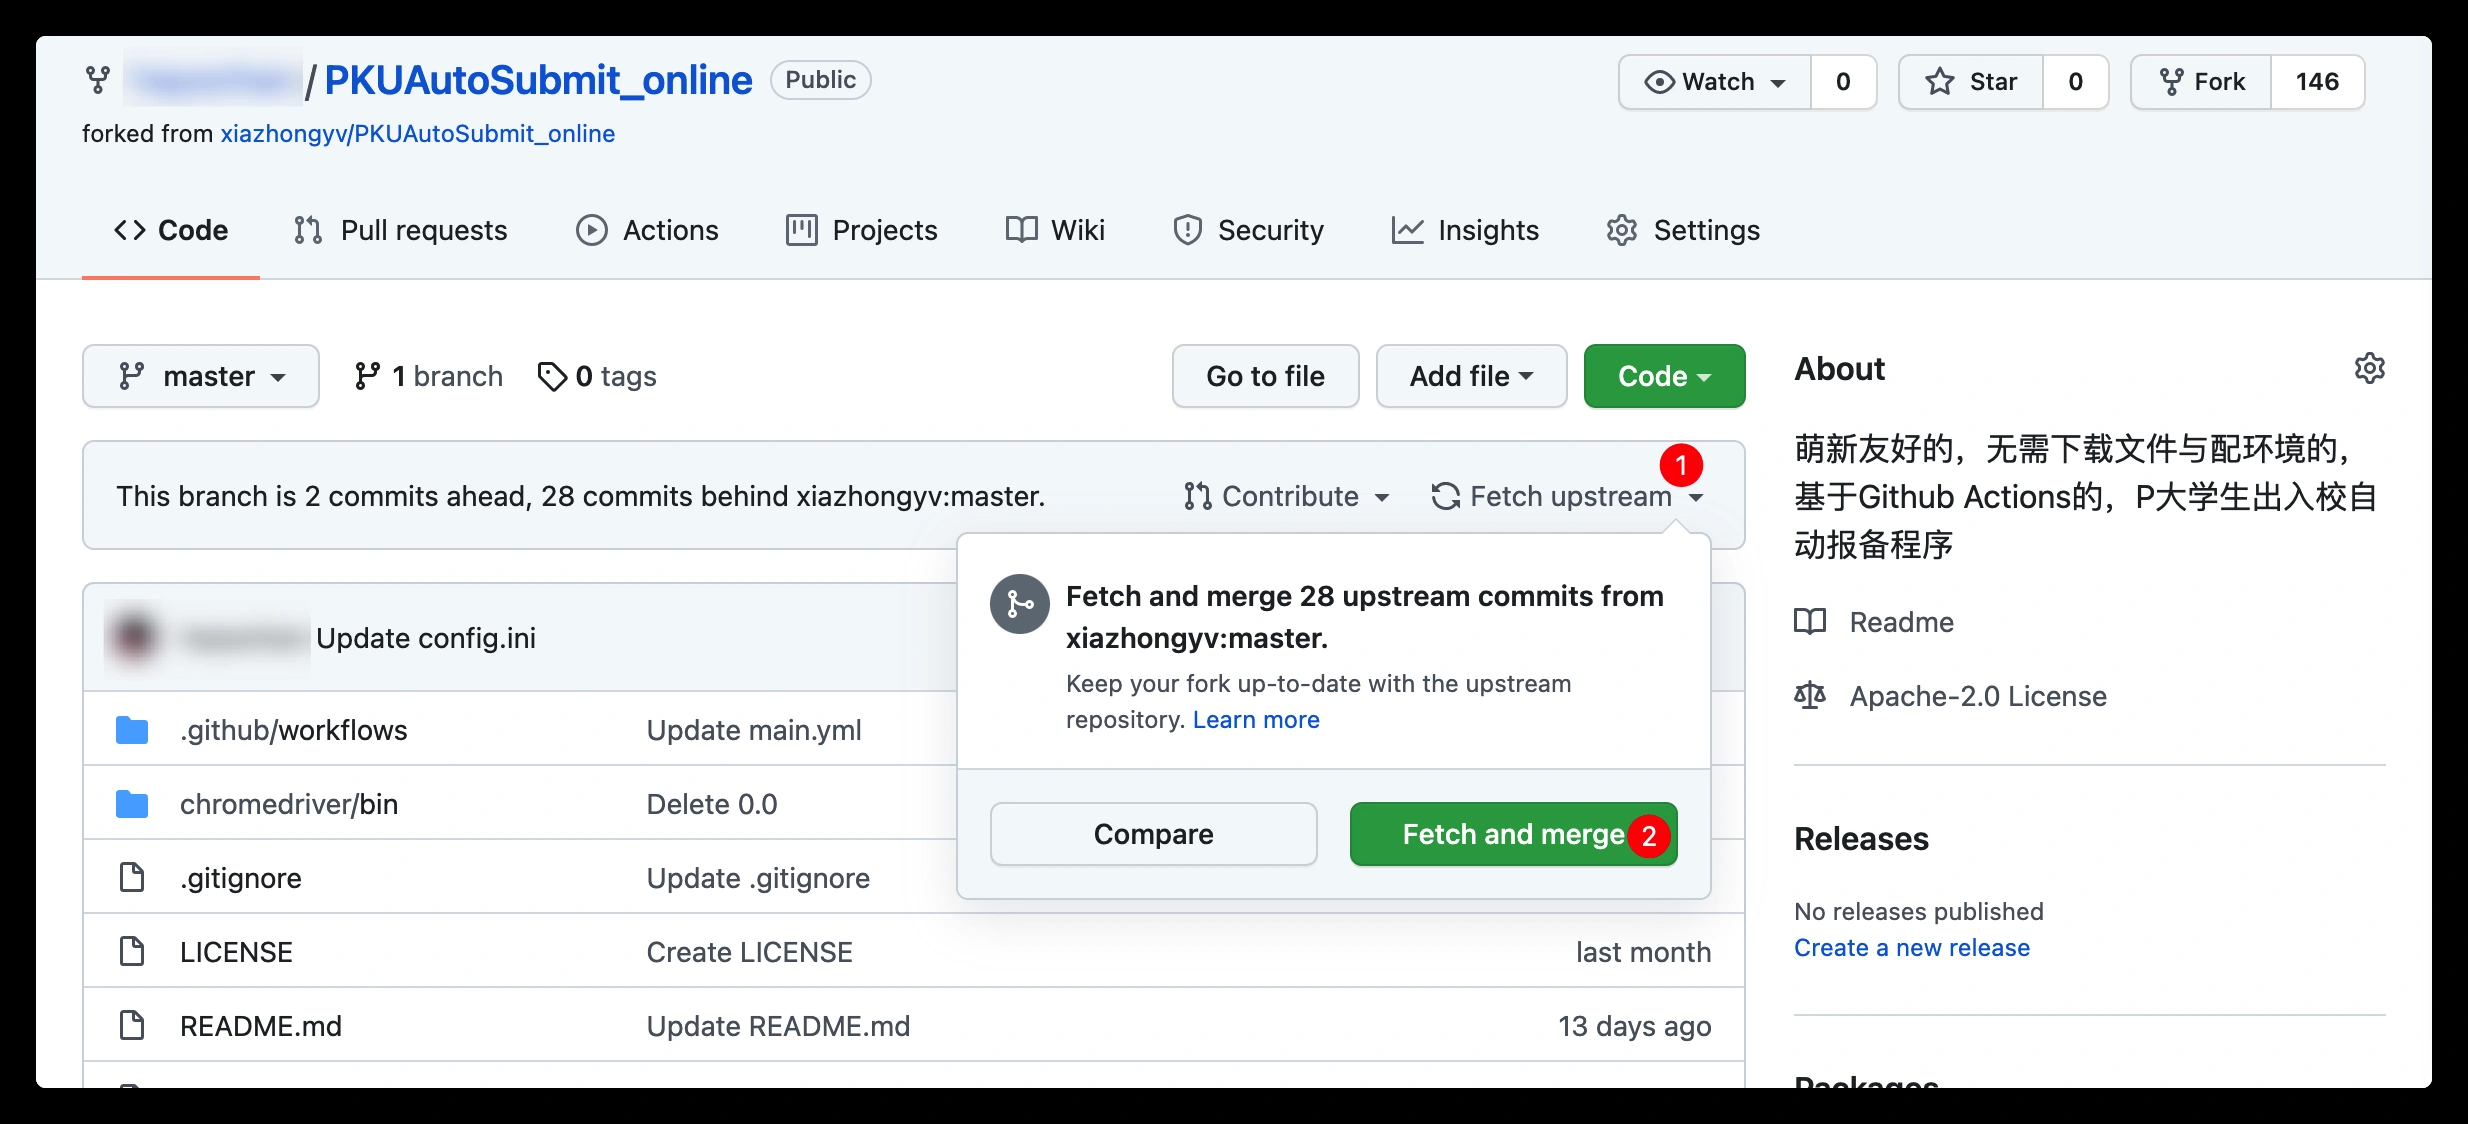 / PKUAutoSubmit_online Public Watch 0 Star 0 Fork 146
forked from xiazhongyv/PKUAutoSubmit_online
Code Pull requests Actions Projects Wiki Security Insights Settings
master 1 branch 0 tags Go to file Add file Code
This branch is 2 commits ahead, 28 commits behind xiazhongyv:master. Contribute Fetch upstream 1
Fetch and merge 28 upstream commits from
xiazhongyv:master.
Keep your fork up-to-date with the upstream
repository. Learn more
Compare Fetch and merge 2
Update config.ini
.github/workflows Update main.yml
chromedriver/bin Delete 0.0
.gitignore Update .gitignore
LICENSE Create LICENSE last month
README.md Update README.md 13 days ago
About
萌新友好的，无需下载文件与配环境的，
基于Github Actions的，P大学生出入校自
动报备程序
Readme
Apache-2.0 License
Releases
No releases published
Create a new release
Packages